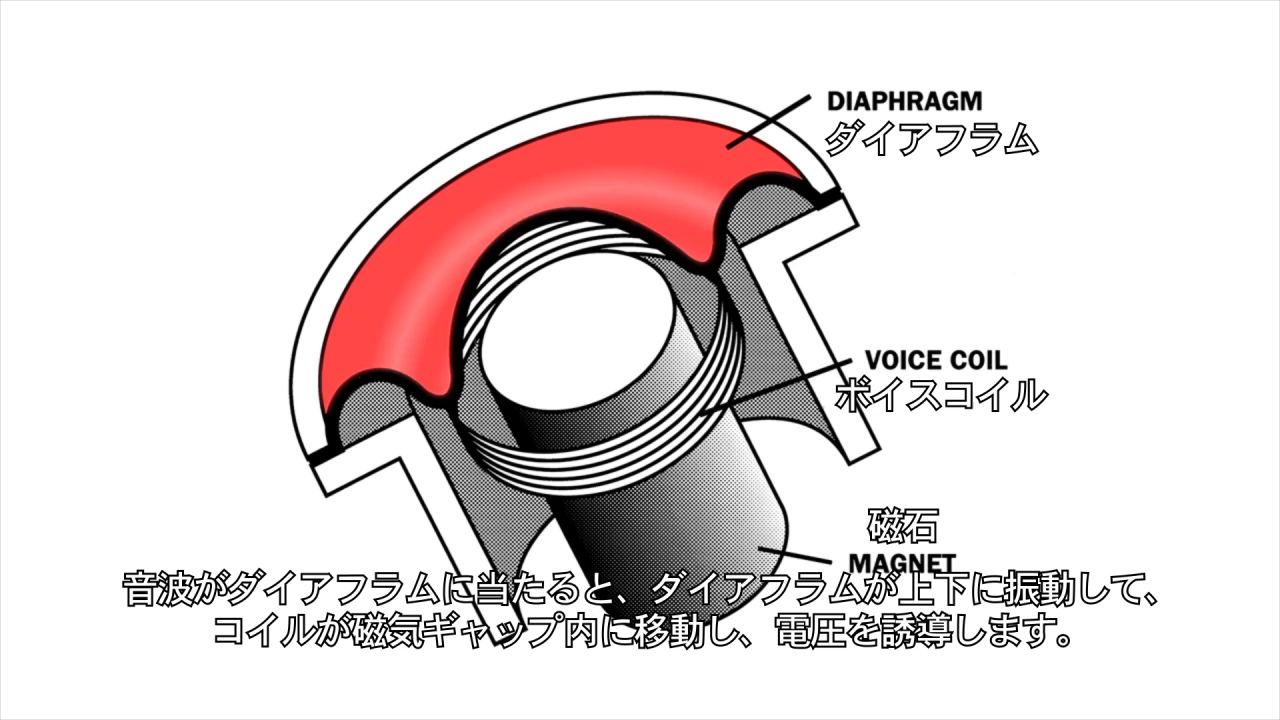 DIAPHRAGM
ダイアフラム
VOICE COIL
ボイスコイル
磁石
MAGNET
音波がダイアフラムに当たると、ダイアフラムが上下に振動して、
コイルが磁気ギャップ内に移動し、電圧を誘導します。